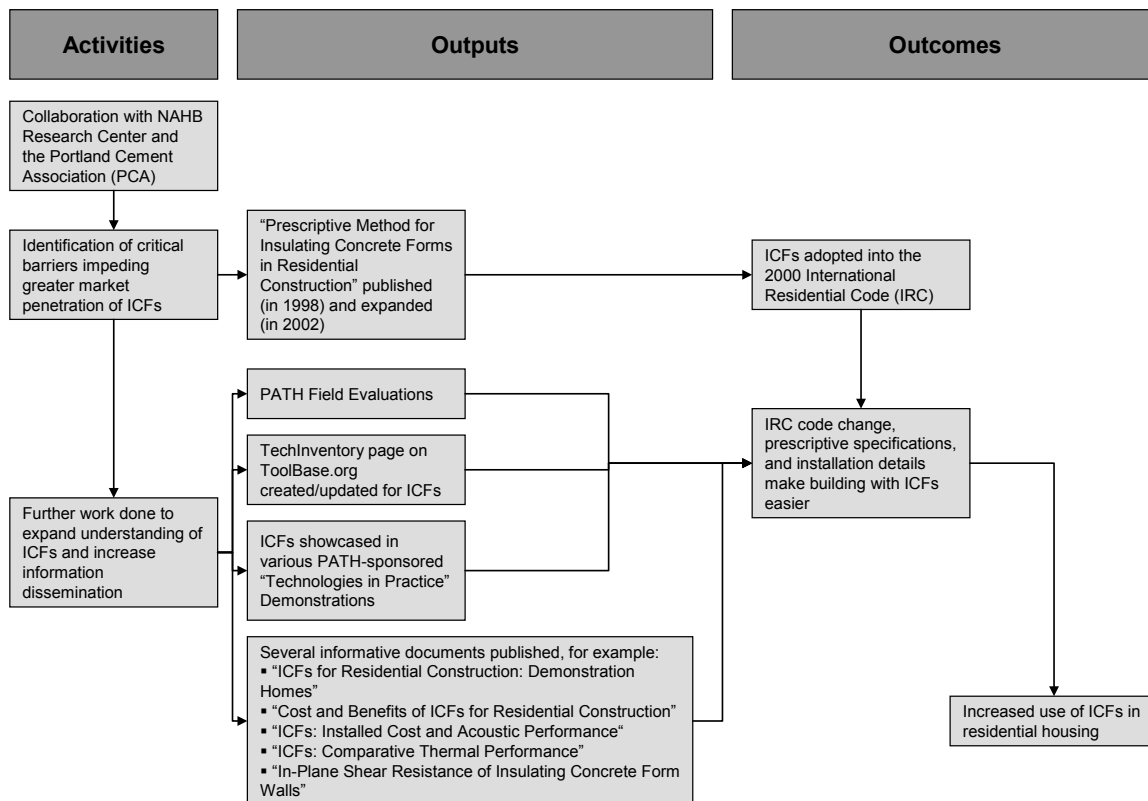 Activities
Outputs
Outcomes
Collaboration with NAHB
Research Center and
the Portland Cement
Association (PCA)
Identification of critical
barriers impeding
greater market
penetration of ICFs
“Prescriptive Method for
Insulating Concrete Forms
in Residential
Construction” published
(in 1998) and expanded
(in 2002)
ICFs adopted into the
2000 International
Residential Code (IRC)
PATH Field Evaluations
TechInventory page on
ToolBase.org
created/updated for ICFs
IRC code change,
prescriptive specifications,
and installation details
make building with ICFs
easier
Further work done to
expand understanding of
ICFs and increase
information
dissemination
ICFs showcased in
various PATH-sponsored
“Technologies in Practice”
Demonstrations
Several informative documents published, for example:
▪ “ICFs for Residential Construction: Demonstration
Homes”
▪ “Cost and Benefits of ICFs for Residential Construction”
▪ “ICFs: Installed Cost and Acoustic Performance“
▪ “ICFs: Comparative Thermal Performance”
▪ “In-Plane Shear Resistance of Insulating Concrete Form
Walls”
Increased use of ICFs in
residential housing